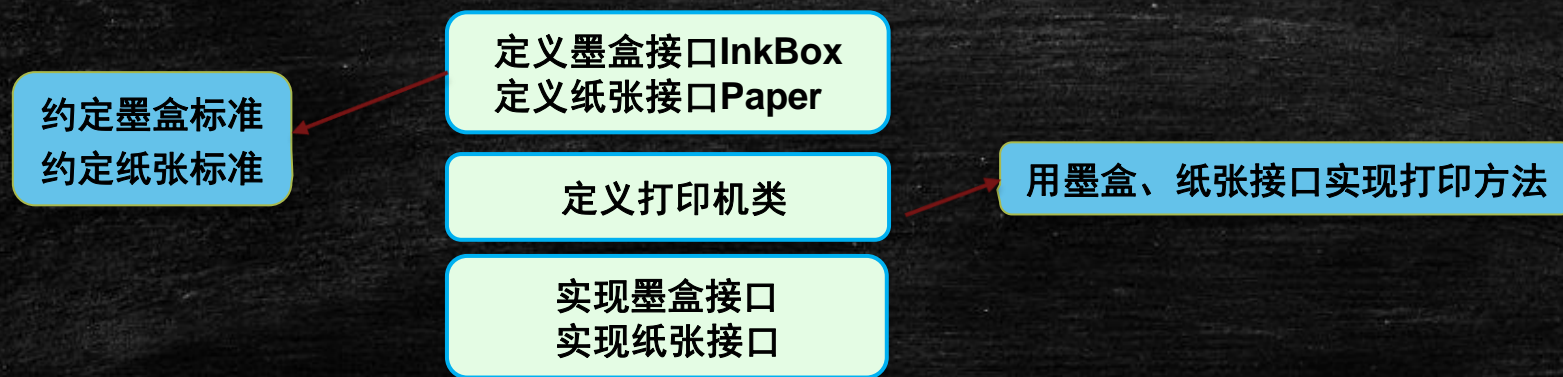 定义墨盒接口InkBox
定义纸张接口Paper
约定墨盒标准
约定纸张标准
定义打印机类
用墨盒、纸张接口实现打印方法
实现墨盒接口
实现纸张接口